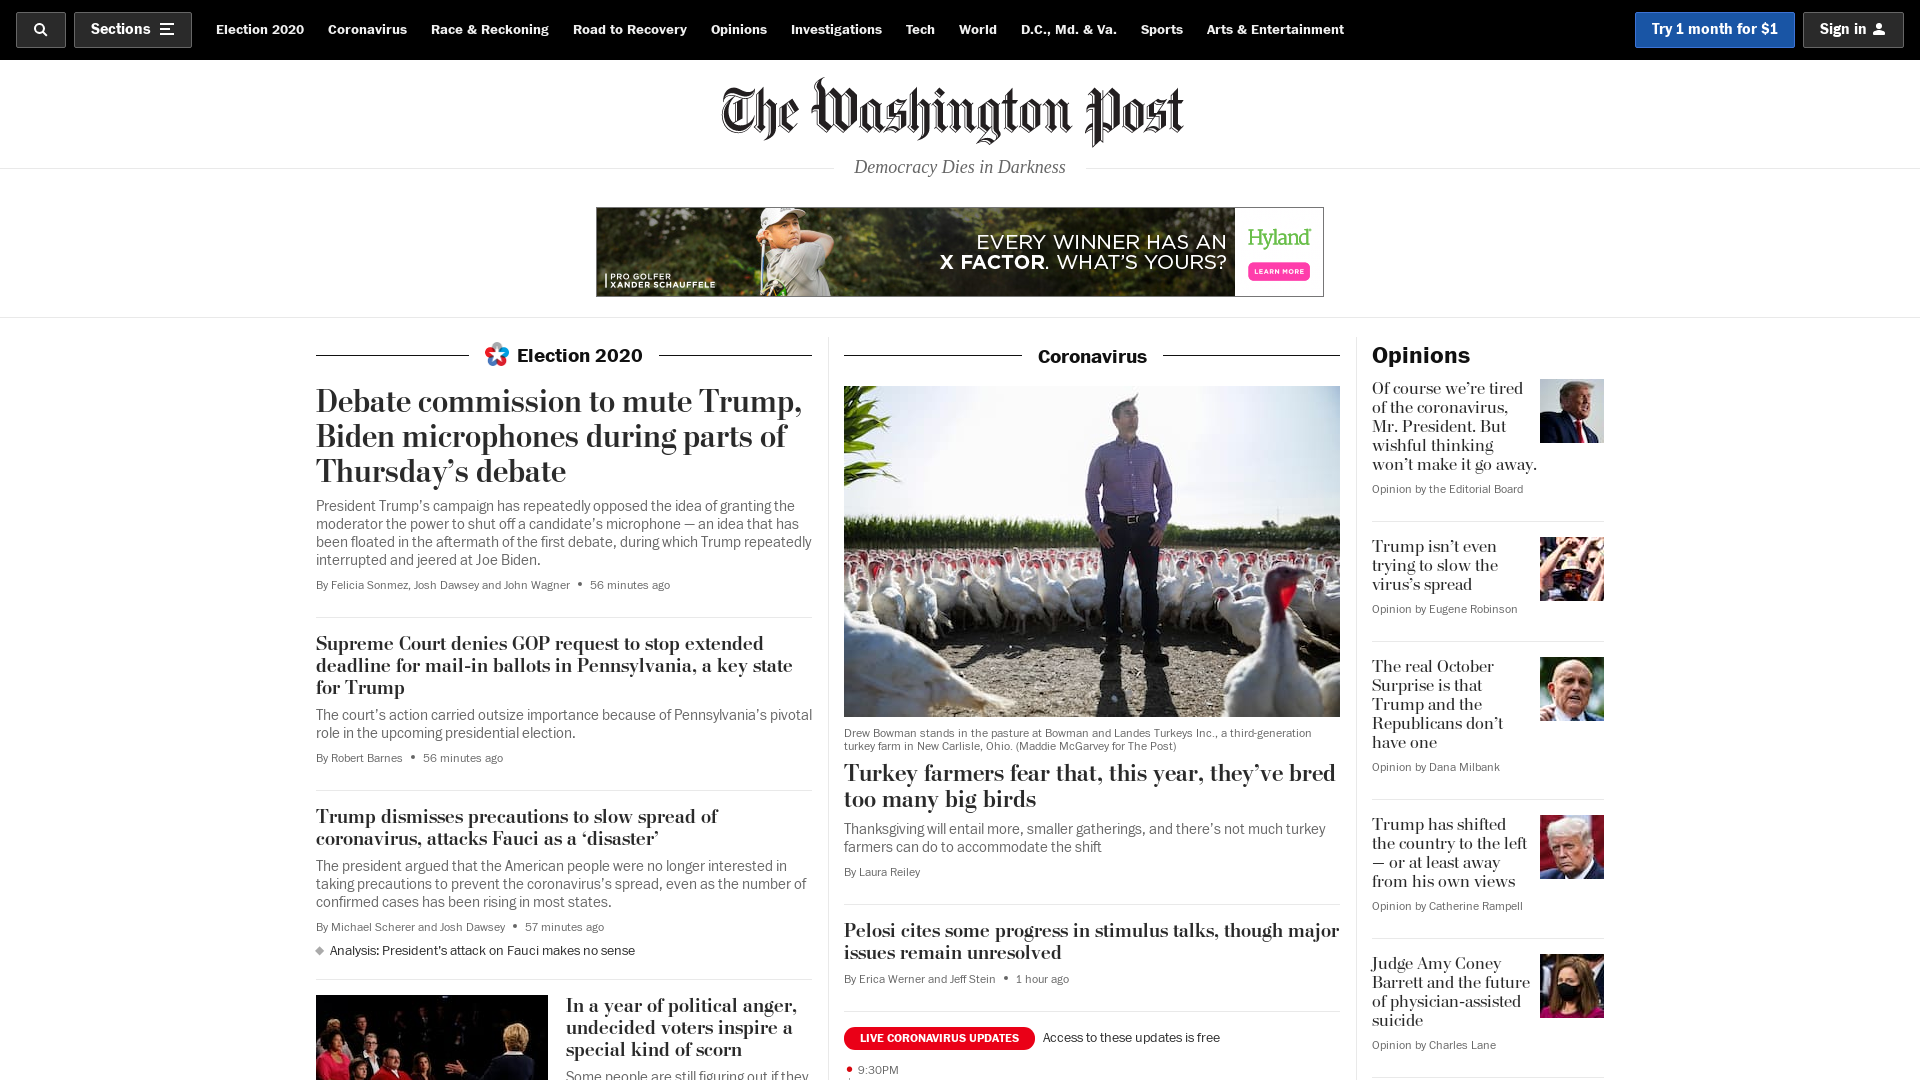 Sections
Election 2020
Coronavirus
Race & Reckoning
Road to Recovery
Opinions
Investigations
Tech
World
D.C., Md. & Va.
Sports
Arts & Entertainment
Try 1 month for $1
Sign in
The Washington Post
Democracy Dies in Darkness
PRO GOLFER
XANDER SCHAUFFELE
EVERY WINNER HAS AN
X FACTOR. WHAT'S YOURS?
Hyland
LEARN MORE
Election 2020
Debate commission to mute Trump,
Biden microphones during parts of
Thursday’s debate
President Trump’s campaign has repeatedly opposed the idea of granting the
moderator the power to shut off a candidate’s microphone — an idea that has
been floated in the aftermath of the first debate, during which Trump repeatedly
interrupted and jeered at Joe Biden.
By Felicia Sonmez, Josh Dawsey and John Wagner • 56 minutes ago
Supreme Court denies GOP request to stop extended
deadline for mail-in ballots in Pennsylvania, a key state
for Trump
The court’s action carried outsize importance because of Pennsylvania’s pivotal
role in the upcoming presidential election.
By Robert Barnes • 56 minutes ago
Trump dismisses precautions to slow spread of
coronavirus, attacks Fauci as a ‘disaster’
The president argued that the American people were no longer interested in
taking precautions to prevent the coronavirus’s spread, even as the number of
confirmed cases has been rising in most states.
By Michael Scherer and Josh Dawsey • 57 minutes ago
Analysis: President’s attack on Fauci makes no sense
In a year of political anger,
undecided voters inspire a
special kind of scorn
Some people are still figuring out if they
Coronavirus
Drew Bowman stands in the pasture at Bowman and Landes Turkeys Inc., a third-generation
turkey farm in New Carlisle, Ohio. (Maddie McGarvey for The Post)
Turkey farmers fear that, this year, they’ve bred
too many big birds
Thanksgiving will entail more, smaller gatherings, and there’s not much turkey
farmers can do to accommodate the shift
By Laura Reiley
Pelosi cites some progress in stimulus talks, though major
issues remain unresolved
By Erica Werner and Jeff Stein • 1 hour ago
LIVE CORONAVIRUS UPDATES
Access to these updates is free
9:30PM
Opinions
Of course we’re tired
of the coronavirus,
Mr. President. But
wishful thinking
won’t make it go away.
Opinion by the Editorial Board
Trump isn’t even
trying to slow the
virus’s spread
Opinion by Eugene Robinson
The real October
Surprise is that
Trump and the
Republicans don’t
have one
Opinion by Dana Milbank
Trump has shifted
the country to the left
— or at least away
from his own views
Opinion by Catherine Rampell
Judge Amy Coney
Barrett and the future
of physician-assisted
suicide
Opinion by Charles Lane